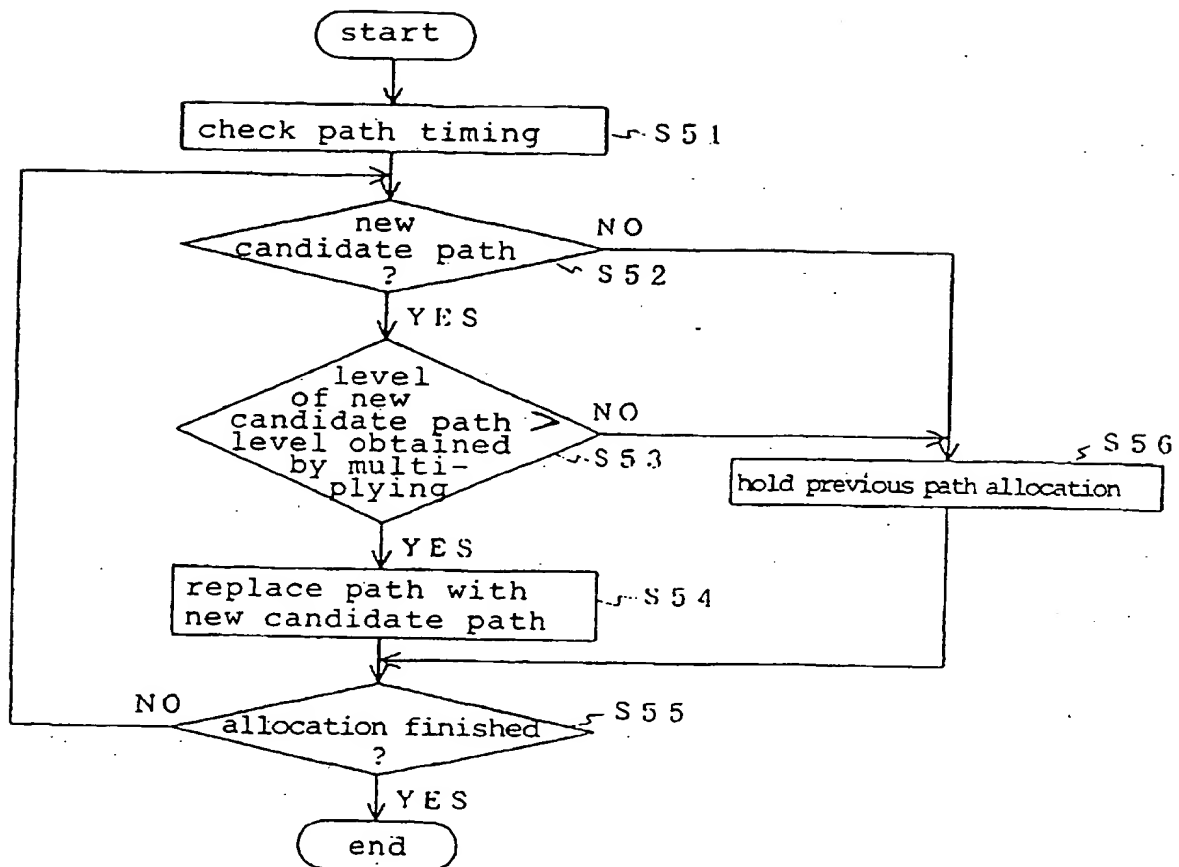 start
check path timing
S51
new
candidate path
?
NO
S52
YES
level
of new
candidate path >
level obtained
by multi-
plying
NO
S53
S56
hold previous path allocation
YES
replace path with
new candidate path
S54
NO
allocation finished
?
S55
YES
end